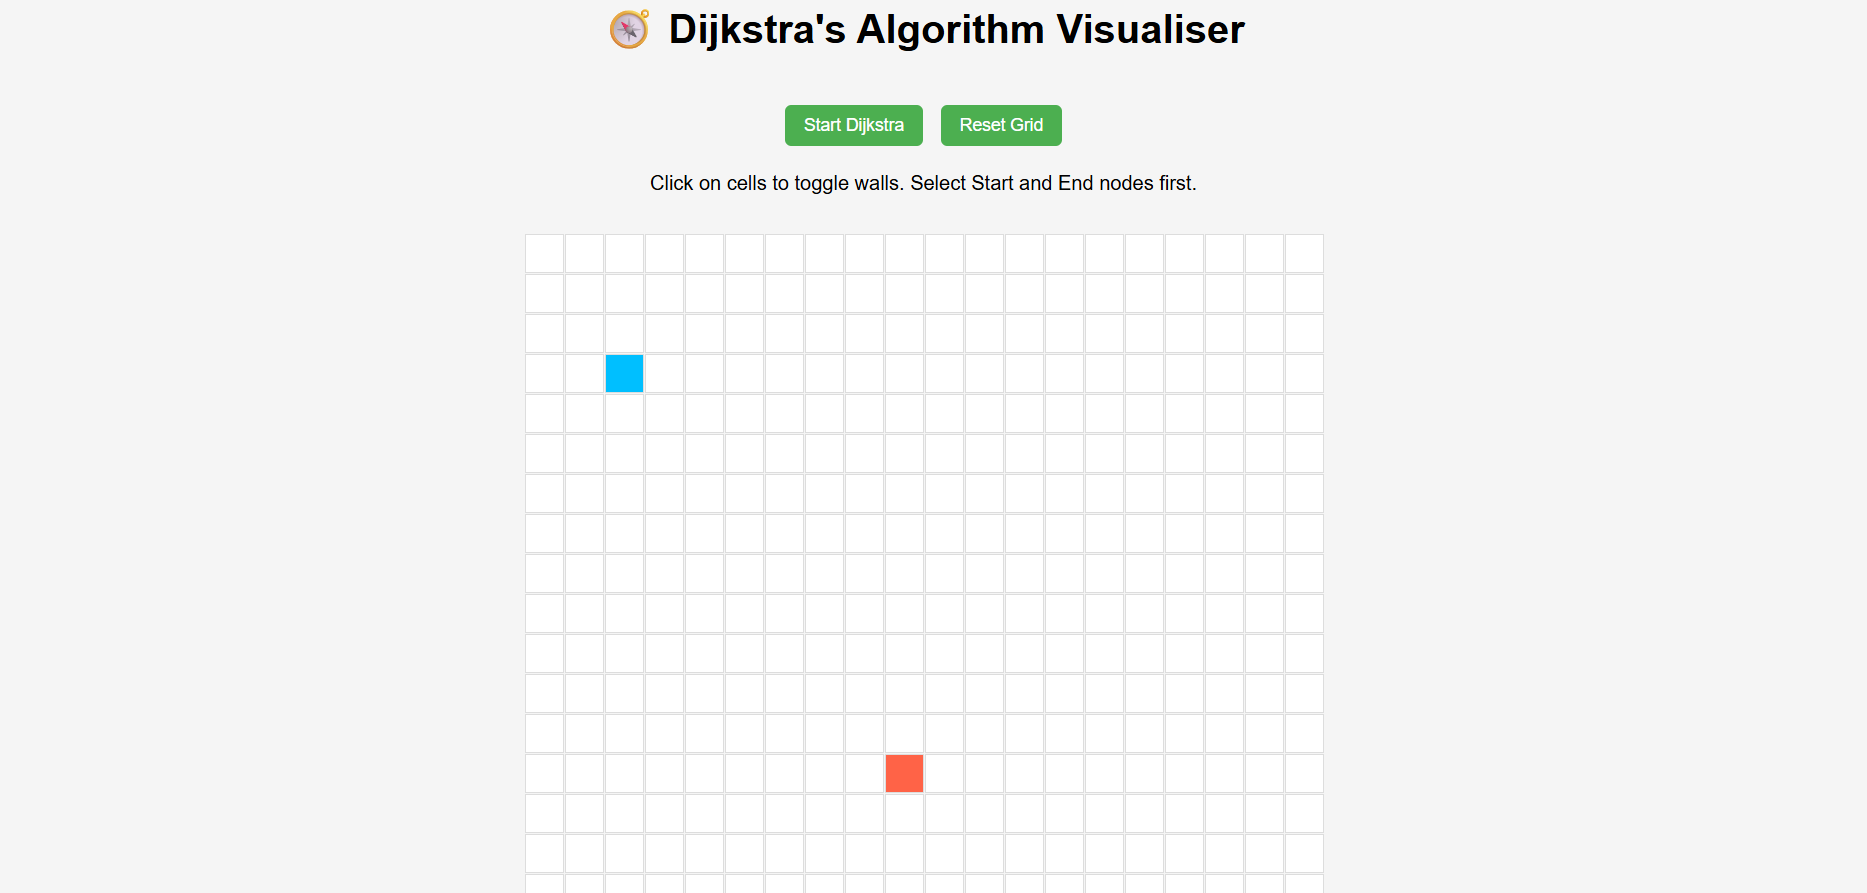 Dijkstra's Algorithm Visualiser
Start Dijkstra
Reset Grid
Click on cells to toggle walls. Select Start and End nodes first.